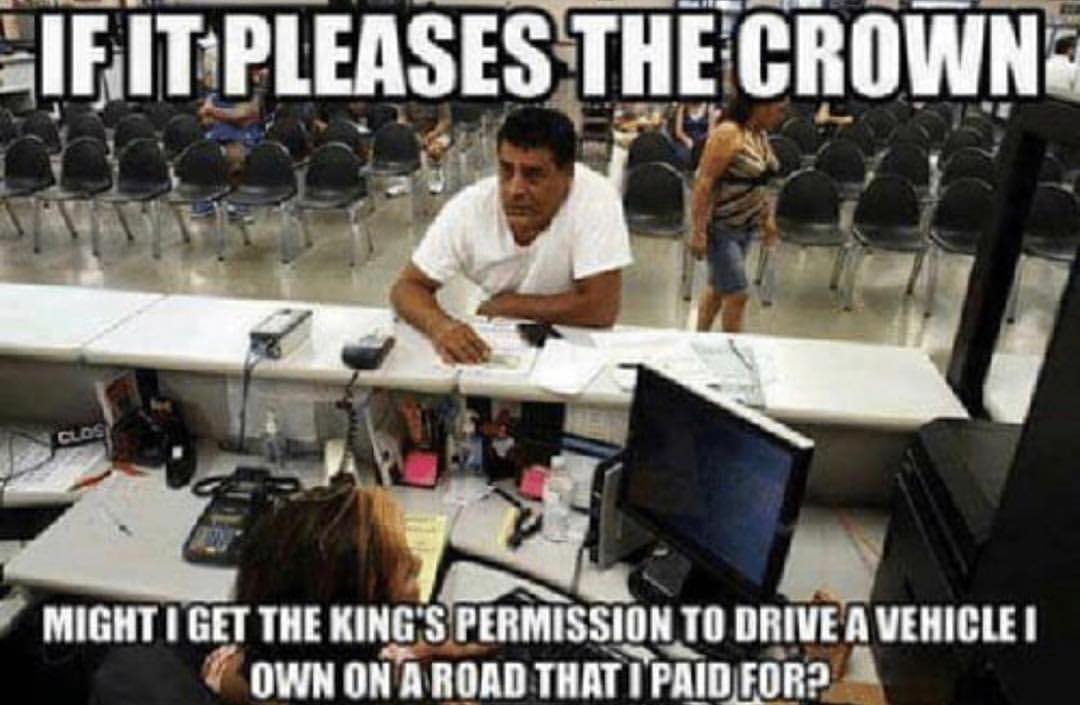 IF IT PLEASES THE CROWN
CLOS
MIGHT I GET THE KING'S PERMISSION TO DRIVE A VEHICLE I
OWN ON A ROAD THAT I PAID FOR?